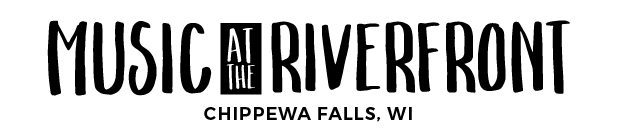 MUSIC AT THE RIVERFRONT
CHIPPEWA FALLS, WI